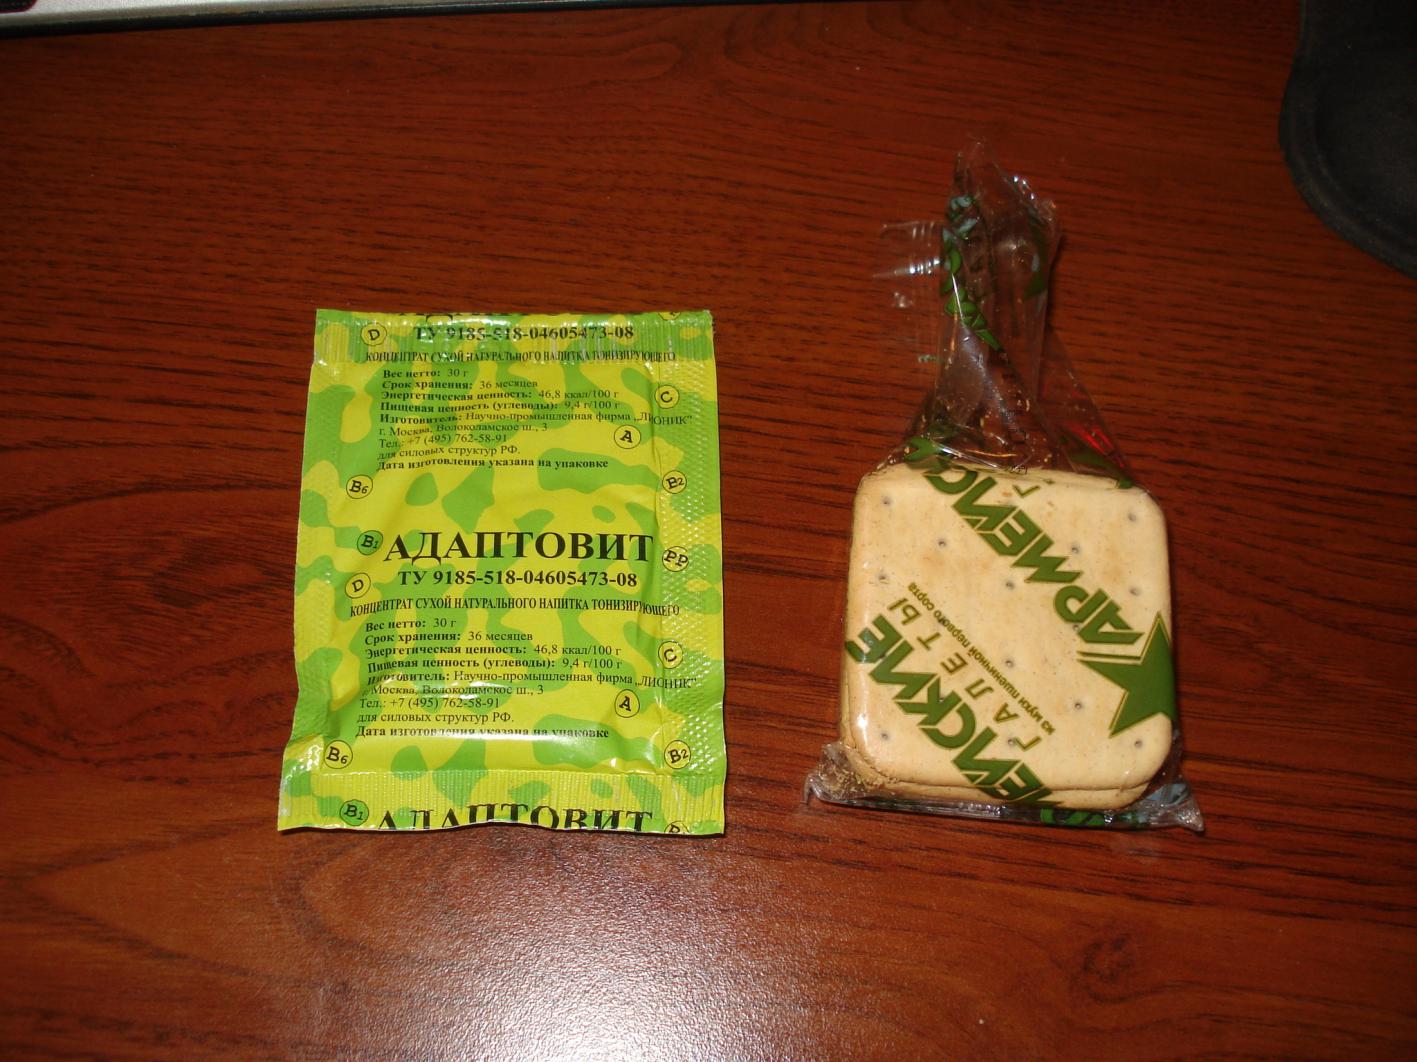 D
ТУ 9185-518-04605473-08
КОНЦЕНТРАТ СУХОЙ НАТУРАЛЬНОГО НАПИТКА ТОНИЗИРУЮЩЕГО
Вес нетто: 30 г
Срок хранения: 36 месяцев
Энергетическая ценность: 46,8 ккал/100 г
Пищевая ценность (углеводы): 9,4 г/100 г
Изготовитель: Научно-промышленная фирма „ЛИОНИК"
г. Москва, Волоколамское ш., 3
Тел.: +7 (495) 762-58-91
для силовых структур РФ.
Дата изготовления указана на упаковке
C
A
B6
B2
B1
АДАПТОВИТ
PP
D
ТУ 9185-518-04605473-08
КОНЦЕНТРАТ СУХОЙ НАТУРАЛЬНОГО НАПИТКА ТОНИЗИРУЮЩЕГО
Вес нетто: 30 г
Срок хранения: 36 месяцев
Энергетическая ценность: 46,8 ккал/100 г
Пищевая ценность (углеводы): 9,4 г/100 г
Изготовитель: Научно-промышленная фирма „ЛИОНИК"
г. Москва, Волоколамское ш., 3
Тел.: +7 (495) 762-58-91
для силовых структур РФ.
Дата изготовления указана на упаковке
C
A
B6
B2
B1
АДАПТОВИТ
АРМЕЙС
МЕЙСКИЕ
ГАЛЕТЫ
из муки пшеничной первого сорта